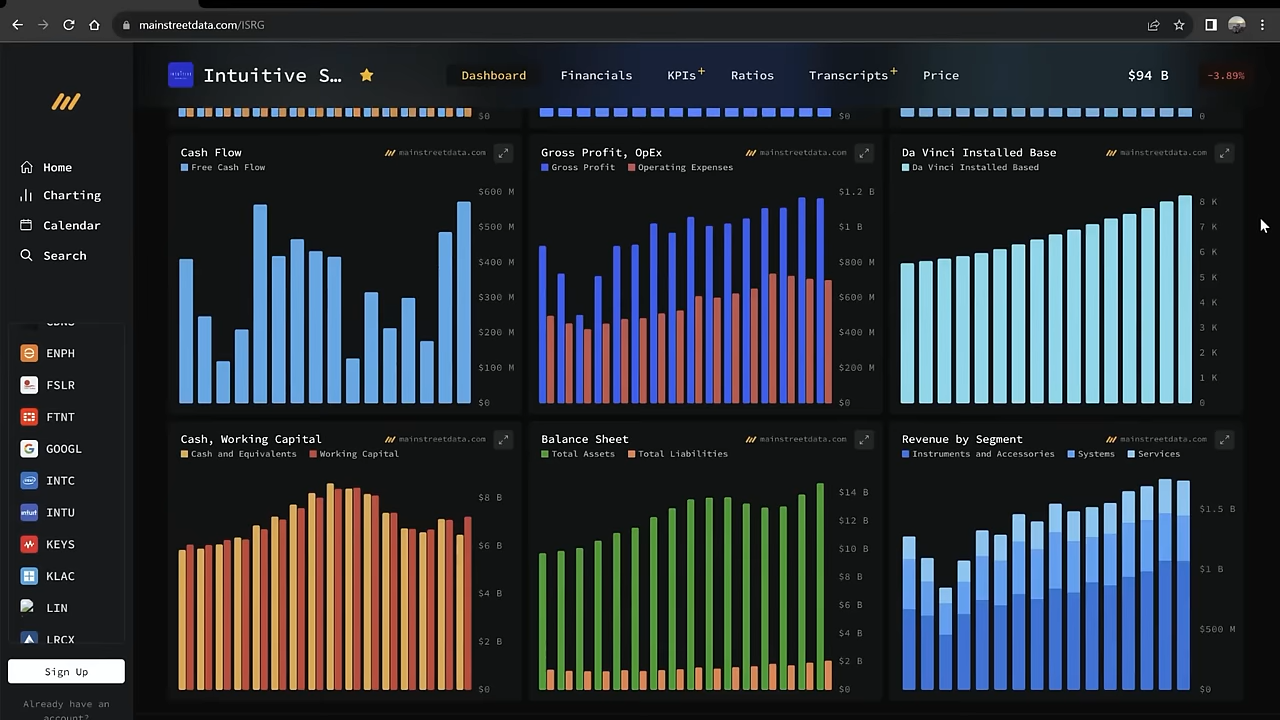 mainstreetdata.com/ISRG
Intuitive S… Dashboard Financials KPIs+ Ratios Transcripts+ Price $94 B -3.89%
Home
Charting
Calendar
Search
ENPH
FSLR
FTNT
GOOGL
INTC
INTU
KEYS
KLAC
LIN
LRCX
Sign Up
Already have an
account?
$0
$0
0
Cash Flow mainstreetdata.com
Free Cash Flow
$600 M
$500 M
$400 M
$300 M
$200 M
$100 M
$0
Gross Profit, OpEx mainstreetdata.com
Gross Profit Operating Expenses
$1.2 B
$1 B
$800 M
$600 M
$400 M
$200 M
$0
Da Vinci Installed Base mainstreetdata.com
Da Vinci Installed Based
8 K
7 K
6 K
5 K
4 K
3 K
2 K
1 K
0
Cash, Working Capital mainstreetdata.com
Cash and Equivalents Working Capital
$8 B
$6 B
$4 B
$2 B
$0
Balance Sheet mainstreetdata.com
Total Assets Total Liabilities
$14 B
$12 B
$10 B
$8 B
$6 B
$4 B
$2 B
$0
Revenue by Segment mainstreetdata.com
Instruments and Accessories Systems Services
$1.5 B
$1 B
$500 M
$0